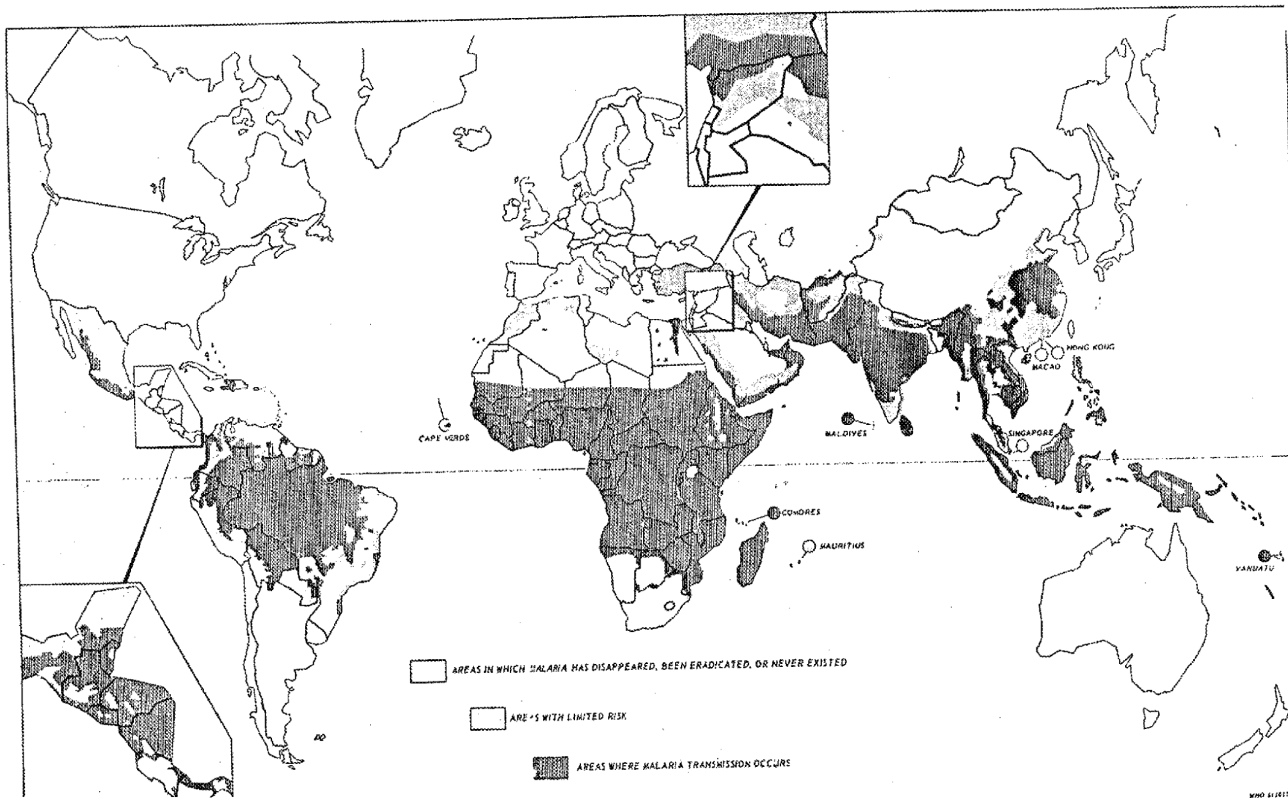 HONG KONG
MACAO
CAPE VERDE
MALDIVES
SINGAPORE
COMORES
MAURITIUS
VANUATU
AREAS IN WHICH MALARIA HAS DISAPPEARED, BEEN ERADICATED, OR NEVER EXISTED
AREAS WITH LIMITED RISK
AREAS WHERE MALARIA TRANSMISSION OCCURS
WHO